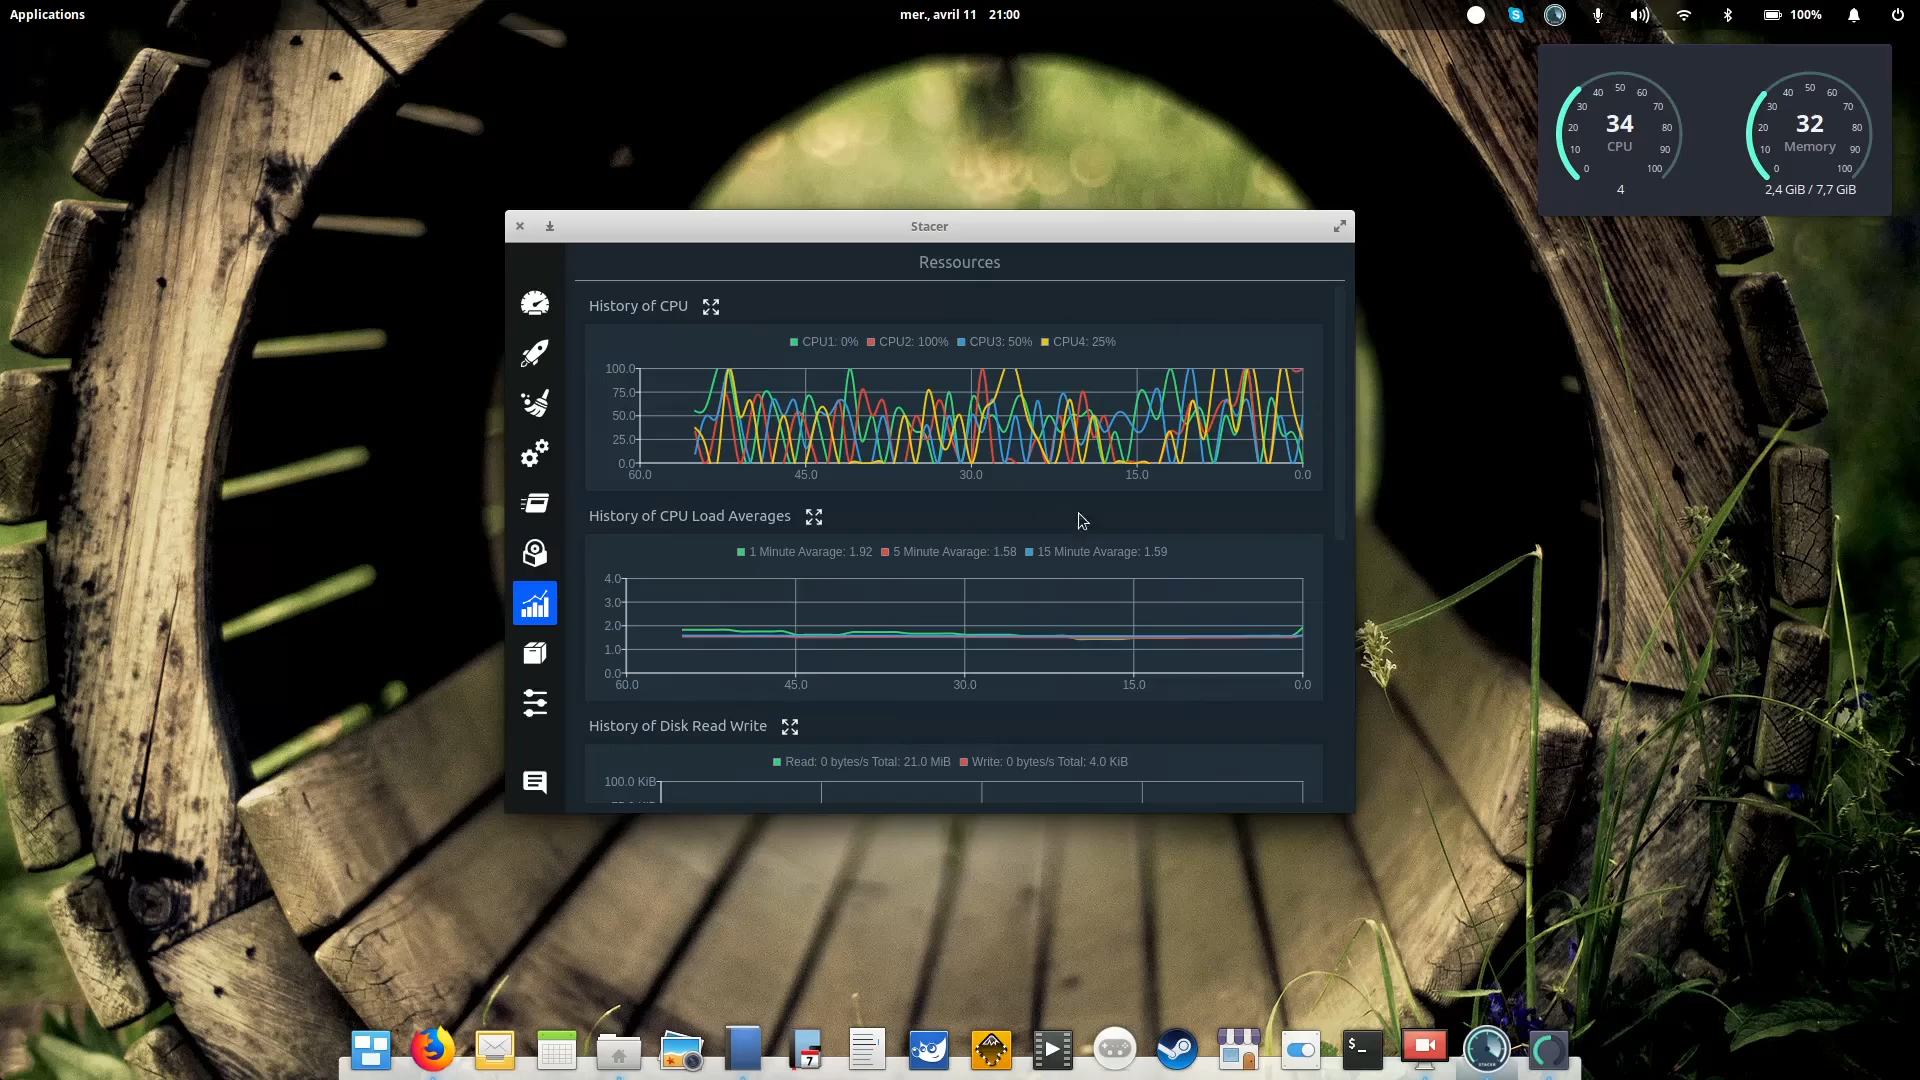 Applications
mer., avril 11 21:00
100%
40 50 60
30 70
20 34 80
10 CPU 90
0 100
4
40 50 60
30 70
20 32 80
10 Memory 90
0 100
2,4 GiB / 7,7 GiB
Stacer
Ressources
History of CPU
CPU1: 0% CPU2: 100% CPU3: 50% CPU4: 25%
100.0
75.0
50.0
25.0
0.0
60.0 45.0 30.0 15.0 0.0
History of CPU Load Averages
1 Minute Avarage: 1.92 5 Minute Avarage: 1.58 15 Minute Avarage: 1.59
4.0
3.0
2.0
1.0
0.0
60.0 45.0 30.0 15.0 0.0
History of Disk Read Write
Read: 0 bytes/s Total: 21.0 MiB Write: 0 bytes/s Total: 4.0 KiB
100.0 KiB
7
$_
STACER